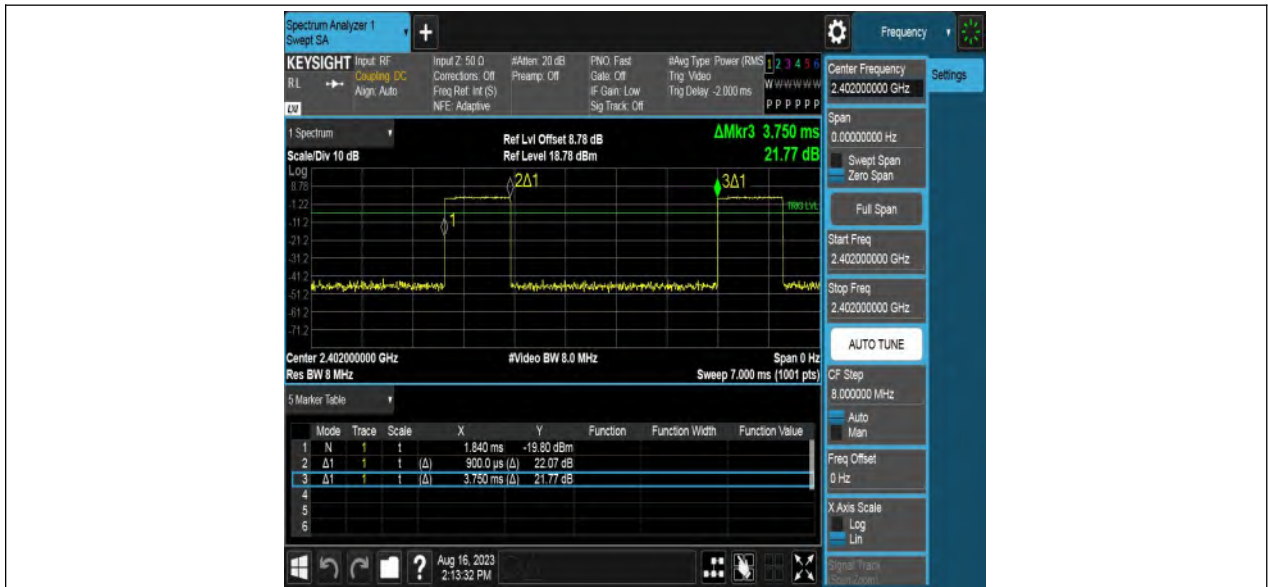 Spectrum Analyzer 1
Swept SA
Frequency
KEYSIGHT
RL
LXI
Input: RF
Coupling: DC
Align: Auto
Input Z: 50 Ω
Corrections: Off
Freq Ref: Int (S)
NFE: Adaptive
#Atten: 20 dB
Preamp: Off
PNO: Fast
Gate: Off
IF Gain: Low
Sig Track: Off
#Avg Type: Power (RMS
Trig: Video
Trig Delay: -2.000 ms
1 2 3 4 5 6
W W W W W W
P P P P P P
1 Spectrum
Scale/Div 10 dB
Ref Lvl Offset 8.78 dB
Ref Level 18.78 dBm
ΔMkr3 3.750 ms
21.77 dB
Log
8.78
-1.22
-11.2
-21.2
-31.2
-41.2
-51.2
-61.2
-71.2
2Δ1
3Δ1
1
TRIG LVL
Center 2.402000000 GHz
#Video BW 8.0 MHz
Span 0 Hz
Res BW 8 MHz
Sweep 7.000 ms (1001 pts)
5 Marker Table
Mode Trace Scale X Y Function Function Width Function Value
1 N 1 t 1.840 ms -19.80 dBm
2 Δ1 1 t (Δ) 900.0 µs (Δ) 22.07 dB
3 Δ1 1 t (Δ) 3.750 ms (Δ) 21.77 dB
4
5
6
Aug 16, 2023
2:13:32 PM
Center Frequency
2.402000000 GHz
Settings
Span
0.00000000 Hz
Swept Span
Zero Span
Full Span
Start Freq
2.402000000 GHz
Stop Freq
2.402000000 GHz
AUTO TUNE
CF Step
8.000000 MHz
Auto
Man
Freq Offset
0 Hz
X Axis Scale
Log
Lin
Signal Track
(Span Zoom)